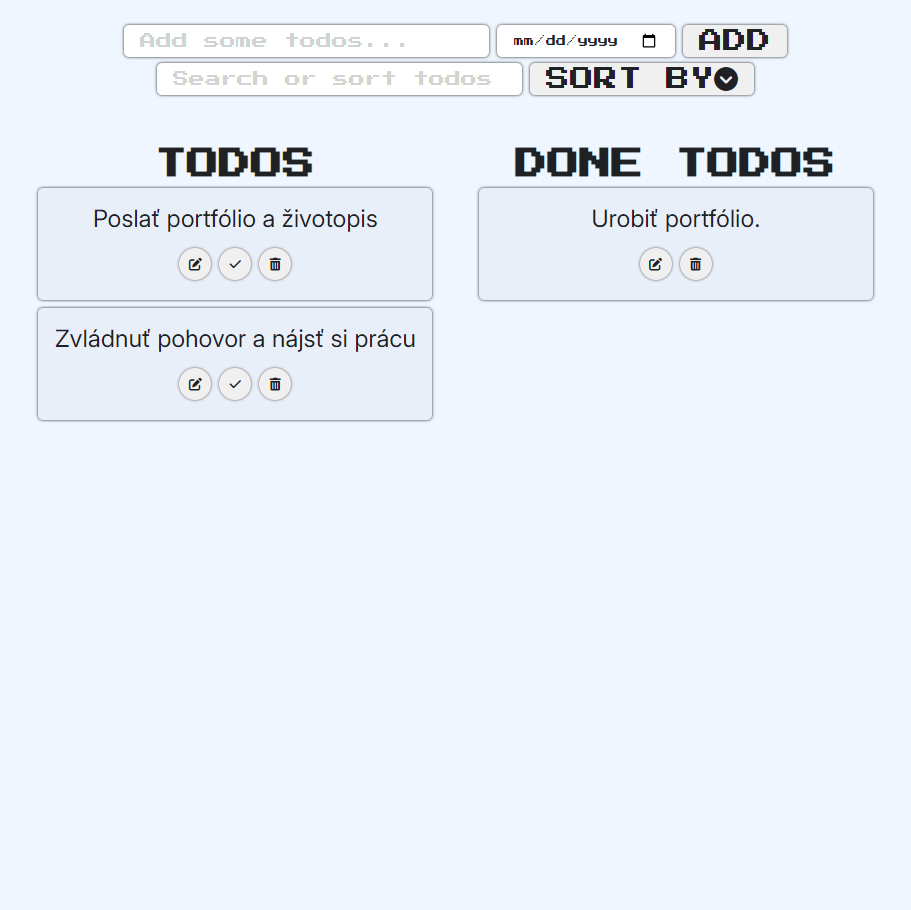 Add some todos... mm/dd/yyyy ADD
Search or sort todos SORT BY
TODOS
Poslať portfólio a životopis
Zvládnuť pohovor a nájsť si prácu
DONE TODOS
Urobiť portfólio.